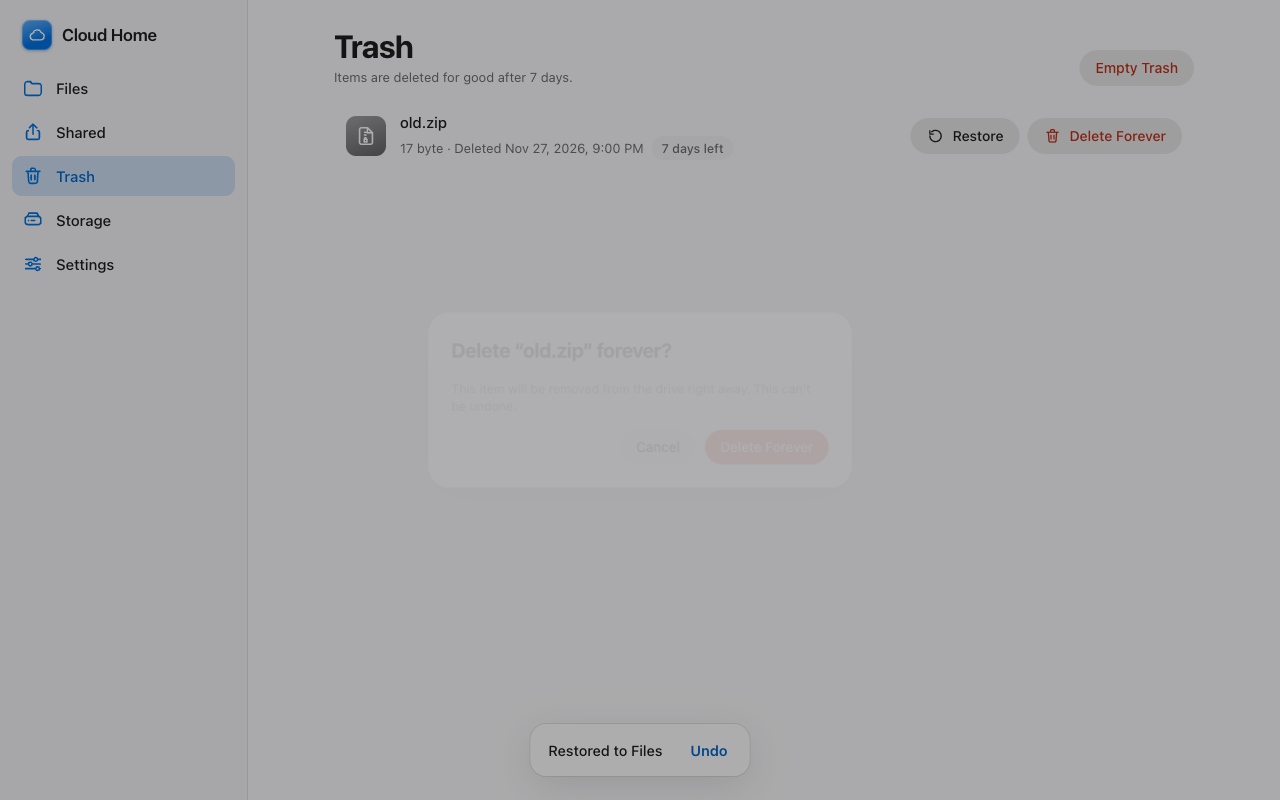 Cloud Home
Files
Shared
Trash
Storage
Settings
Trash
Items are deleted for good after 7 days.
Empty Trash
old.zip
17 byte · Deleted Nov 27, 2026, 9:00 PM
7 days left
Restore
Delete Forever
Delete “old.zip” forever?
This item will be removed from the drive right away. This can’t
be undone.
Cancel
Delete Forever
Restored to Files
Undo